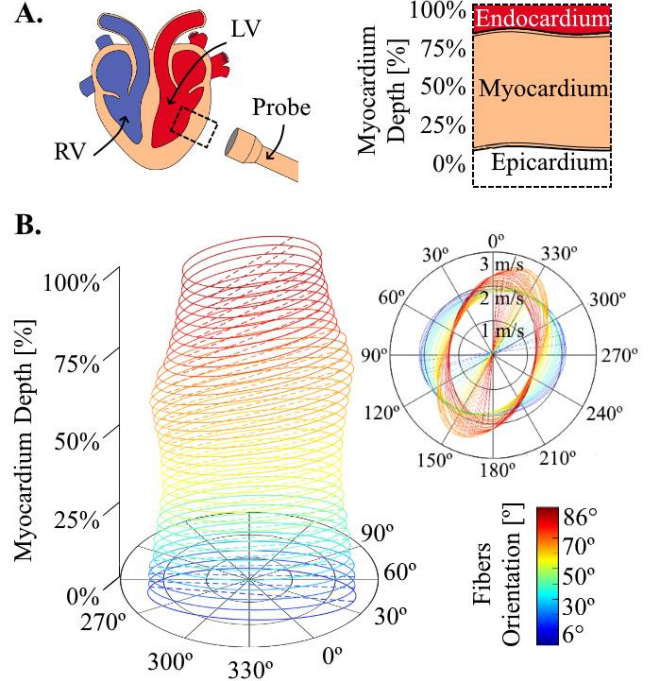 A.
LV
Probe
RV
Myocardium
Depth [%]
100%
75%
50%
25%
0%
Endocardium
Myocardium
Epicardium
B.
Myocardium Depth [%]
100%
75%
50%
25%
0%
270º
300º
330º
0º
30º
60º
90º
0º
30º
330º
3 m/s
60º
300º
2 m/s
1 m/s
90º
270º
120º
240º
150º
210º
180º
Fibers
Orientation [º]
86°
70º
50º
30º
6°